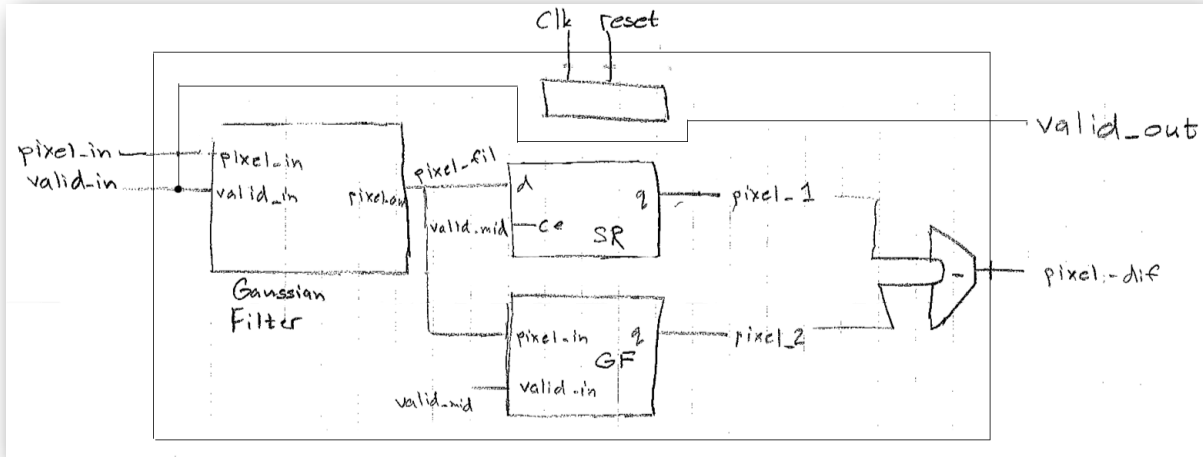 Clk reset
valid_out
pixel_in
valid_in
pixel_in
valid_in
pixel_out
Gaussian
Filter
pixel_fil
d
q
valid_mid
ce
SR
pixel_1
pixel_in
q
GF
valid_in
valid_mid
pixel_2
-
pixel_dif